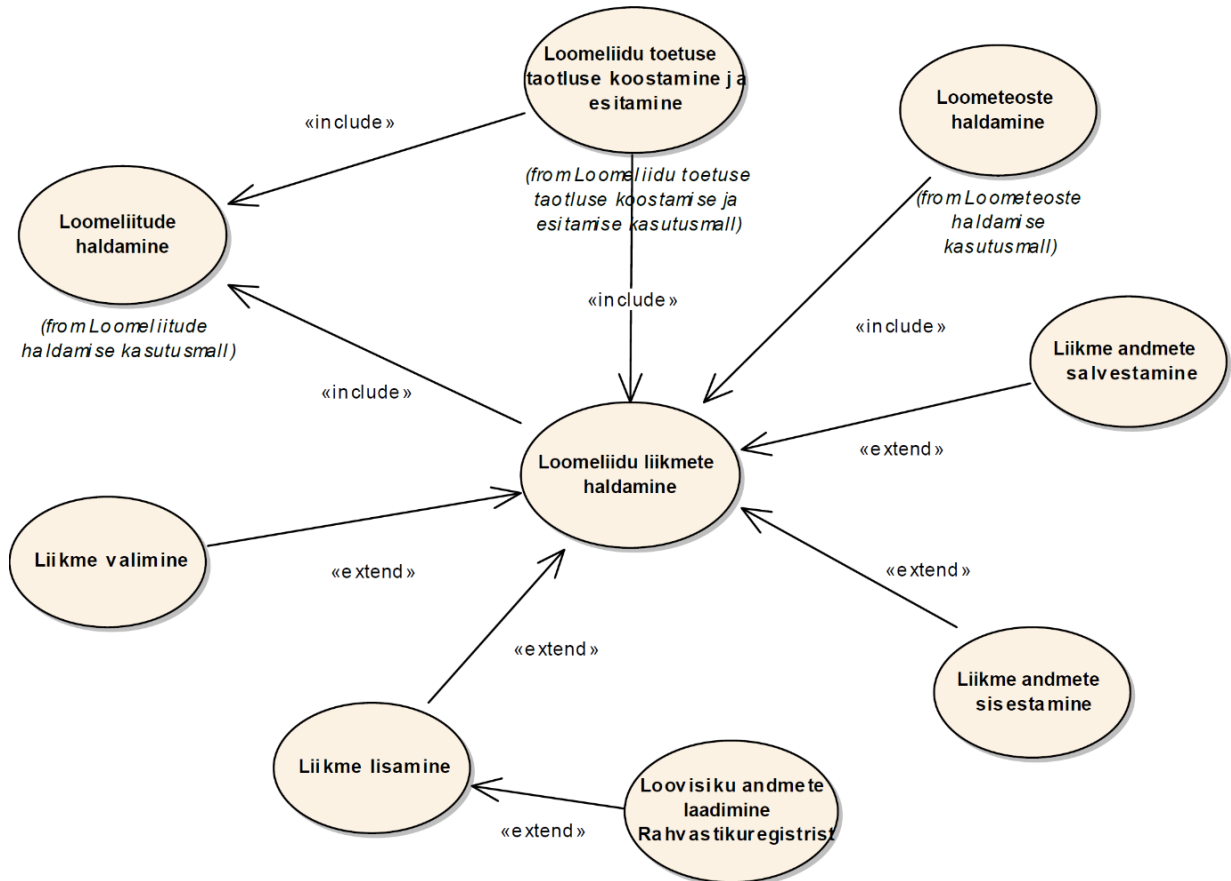 Loomeliidu toetuse
taotluse koostamine ja
esitamine
Loometeoste
haldamine
«include»
(from Loomeliidu toetuse
taotluse koostamise ja
esitamise kasutusmall)
(from Loometeoste
haldamise
kasutusmall)
Loomeliitude
haldamine
«include»
«include»
(from Loomeliitude
haldamise kasutusmall)
Liikme andmete
salvestamine
«include»
«extend»
Loomeliidu liikmete
haldamine
Liikme valimine
«extend»
«extend»
«extend»
Liikme andmete
sisestamine
Liikme lisamine
Loovisiku andmete
laadimine
Rahvastikuregistrist
«extend»